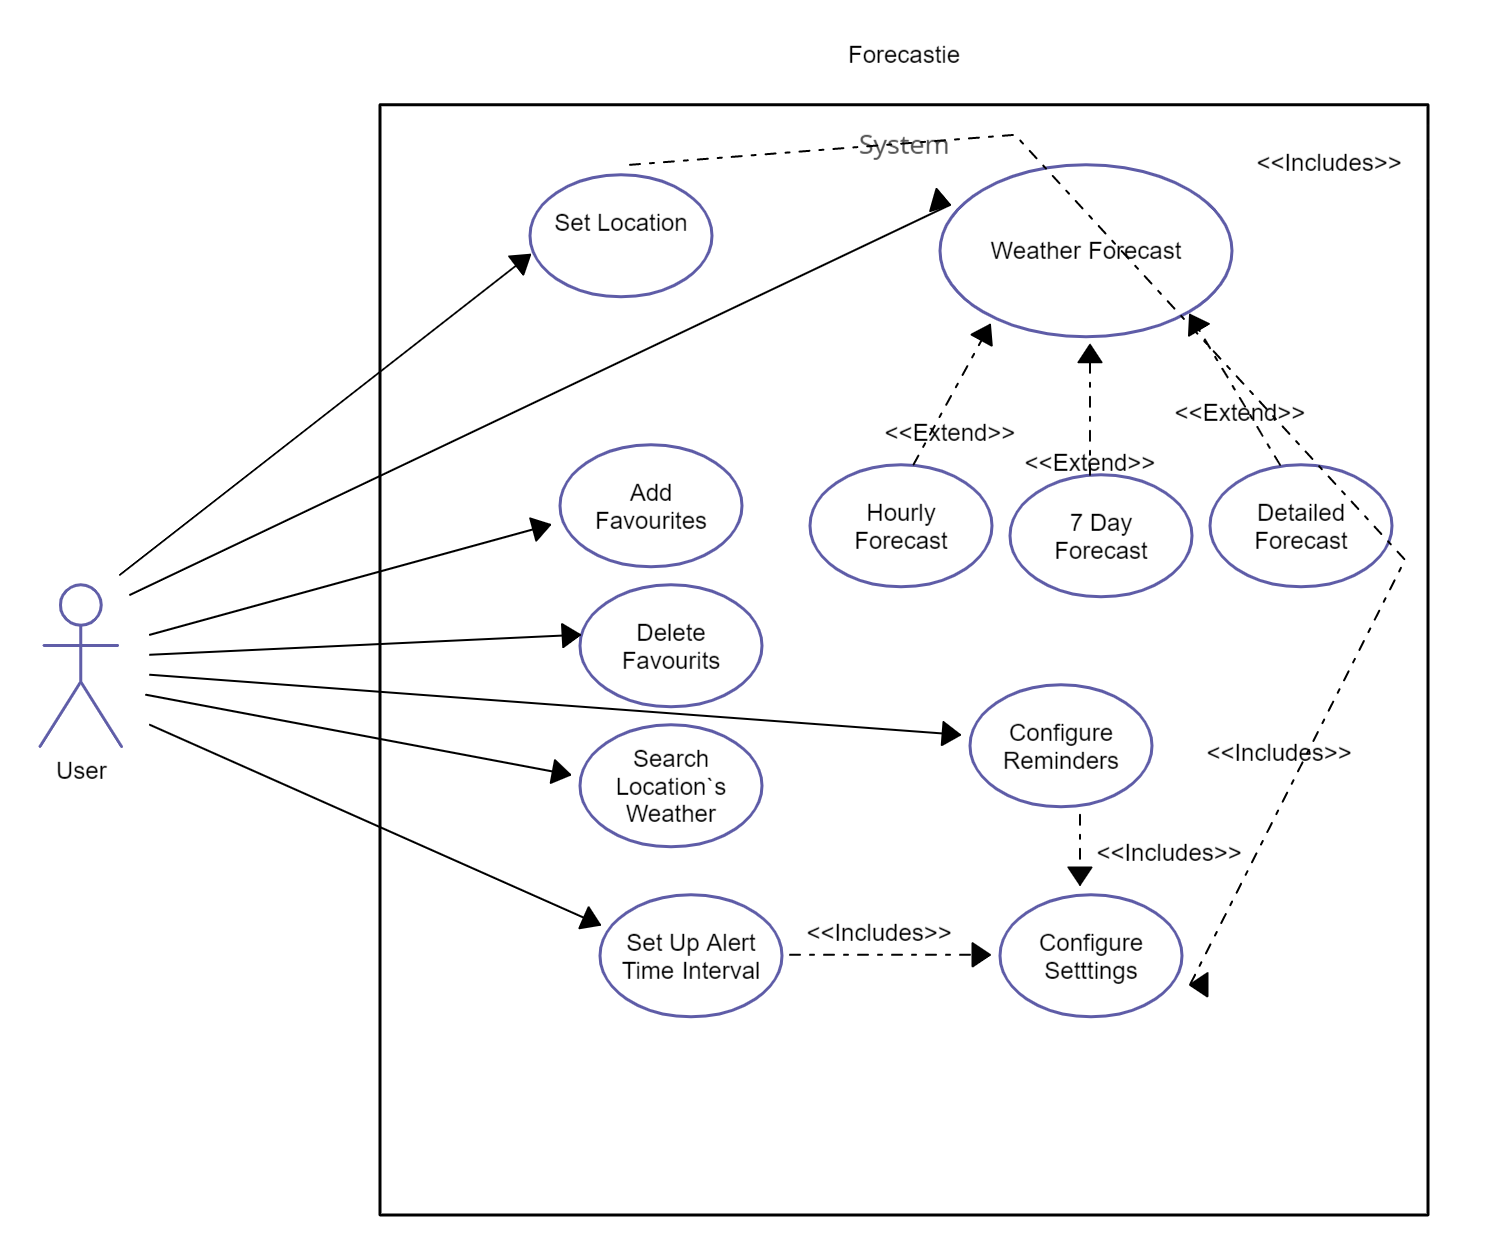 Forecastie
System
<<Includes>>
Set Location
Weather Forecast
<<Extend>>
<<Extend>>
<<Extend>>
Add
Favourites
Hourly
Forecast
7 Day
Forecast
Detailed
Forecast
Delete
Favourits
User
Search
Location`s
Weather
Configure
Reminders
<<Includes>>
<<Includes>>
Set Up Alert
Time Interval
<<Includes>>
Configure
Setttings